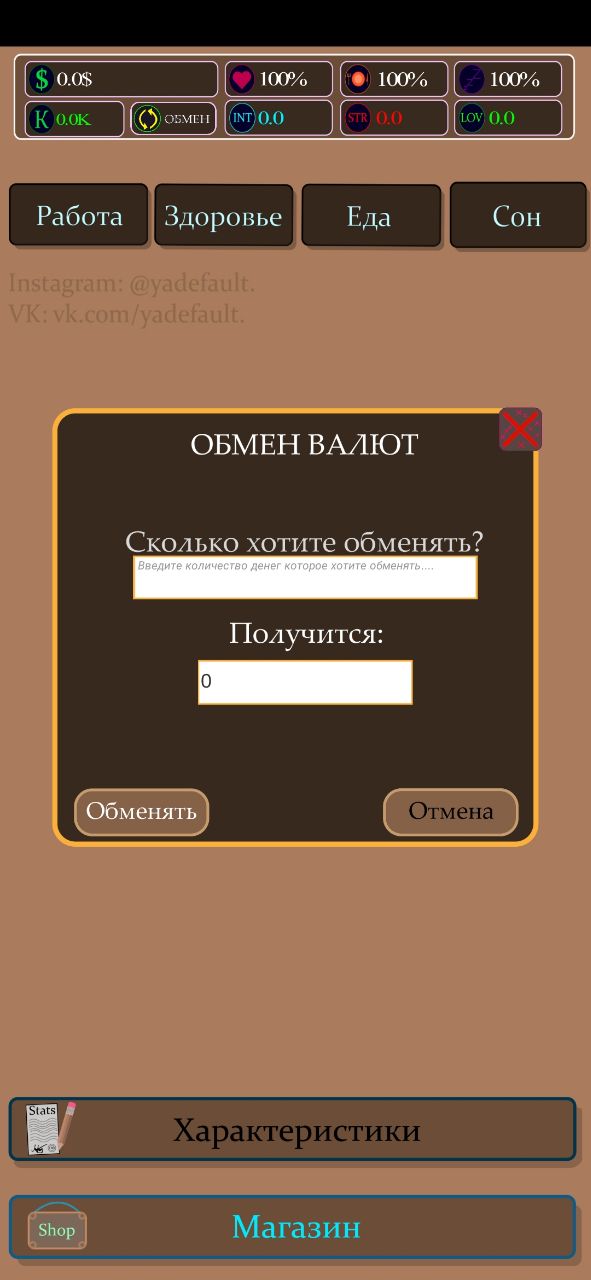 $ 0.0$ 100% 100% 100%
K 0.0K ОБМЕН INT 0.0 STR 0.0 LOV 0.0
Работа Здоровье Еда Сон
Instagram: @yadefault.
VK: vk.com/yadefault.
ОБМЕН ВАЛЮТ
Сколько хотите обменять?
Введите количество денег которое хотите обменять....
Получится:
0
Обменять Отмена
Stats
Характеристики
Shop
Магазин